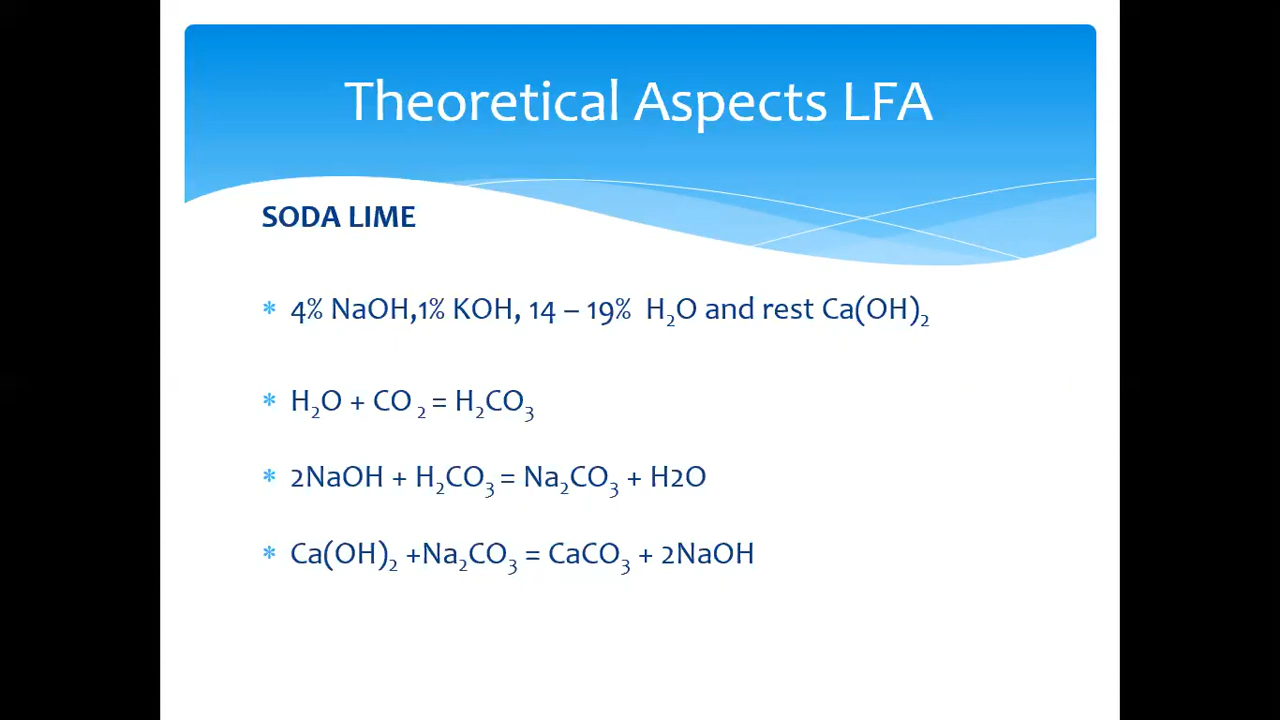 Theoretical Aspects LFA
SODA LIME
* 4% NaOH,1% KOH, 14 – 19% H₂O and rest Ca(OH)₂
* H₂O + CO ₂ = H₂CO₃
* 2NaOH + H₂CO₃ = Na₂CO₃ + H2O
* Ca(OH)₂ +Na₂CO₃ = CaCO₃ + 2NaOH